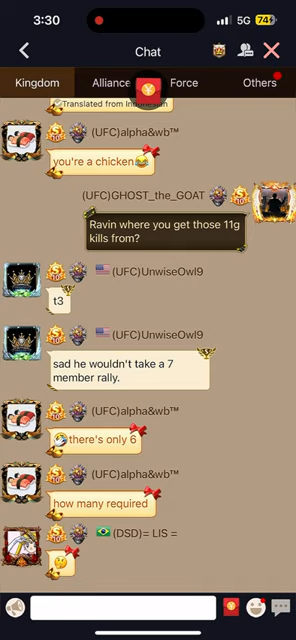 3:30
5G
74
Chat
Kingdom
Alliance
Force
Others
Translated from Indonesian
(UFC)alpha&wb™
you're a chicken😂
(UFC)GHOST_the_GOAT
Ravin where you get those 11g
kills from?
(UFC)UnwiseOwl9
t3
(UFC)UnwiseOwl9
sad he wouldn't take a 7
member rally.
(UFC)alpha&wb™
there's only 6
(UFC)alpha&wb™
how many required
(DSD)= LIS =
🤔